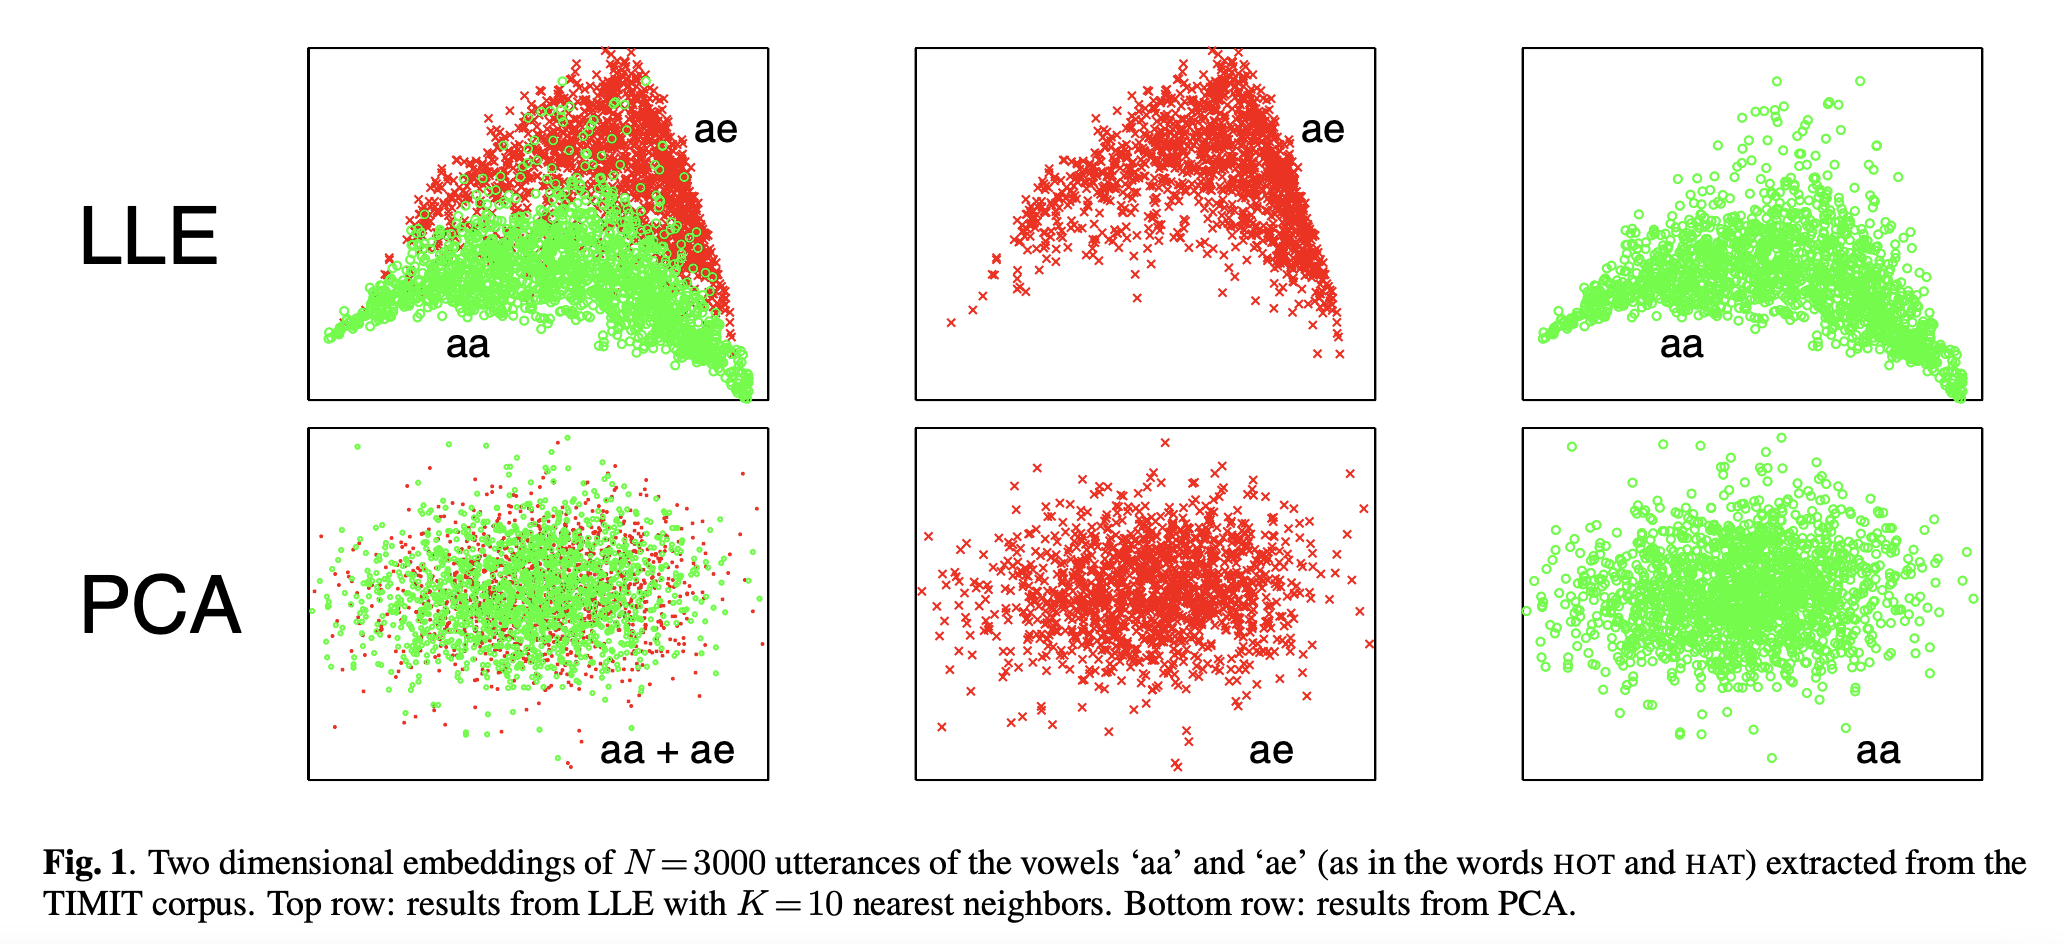 LLE
ae
aa
ae
aa
PCA
aa + ae
ae
aa
Fig. 1. Two dimensional embeddings of N = 3000 utterances of the vowels ‘aa’ and ‘ae’ (as in the words HOT and HAT) extracted from the
TIMIT corpus. Top row: results from LLE with K = 10 nearest neighbors. Bottom row: results from PCA.